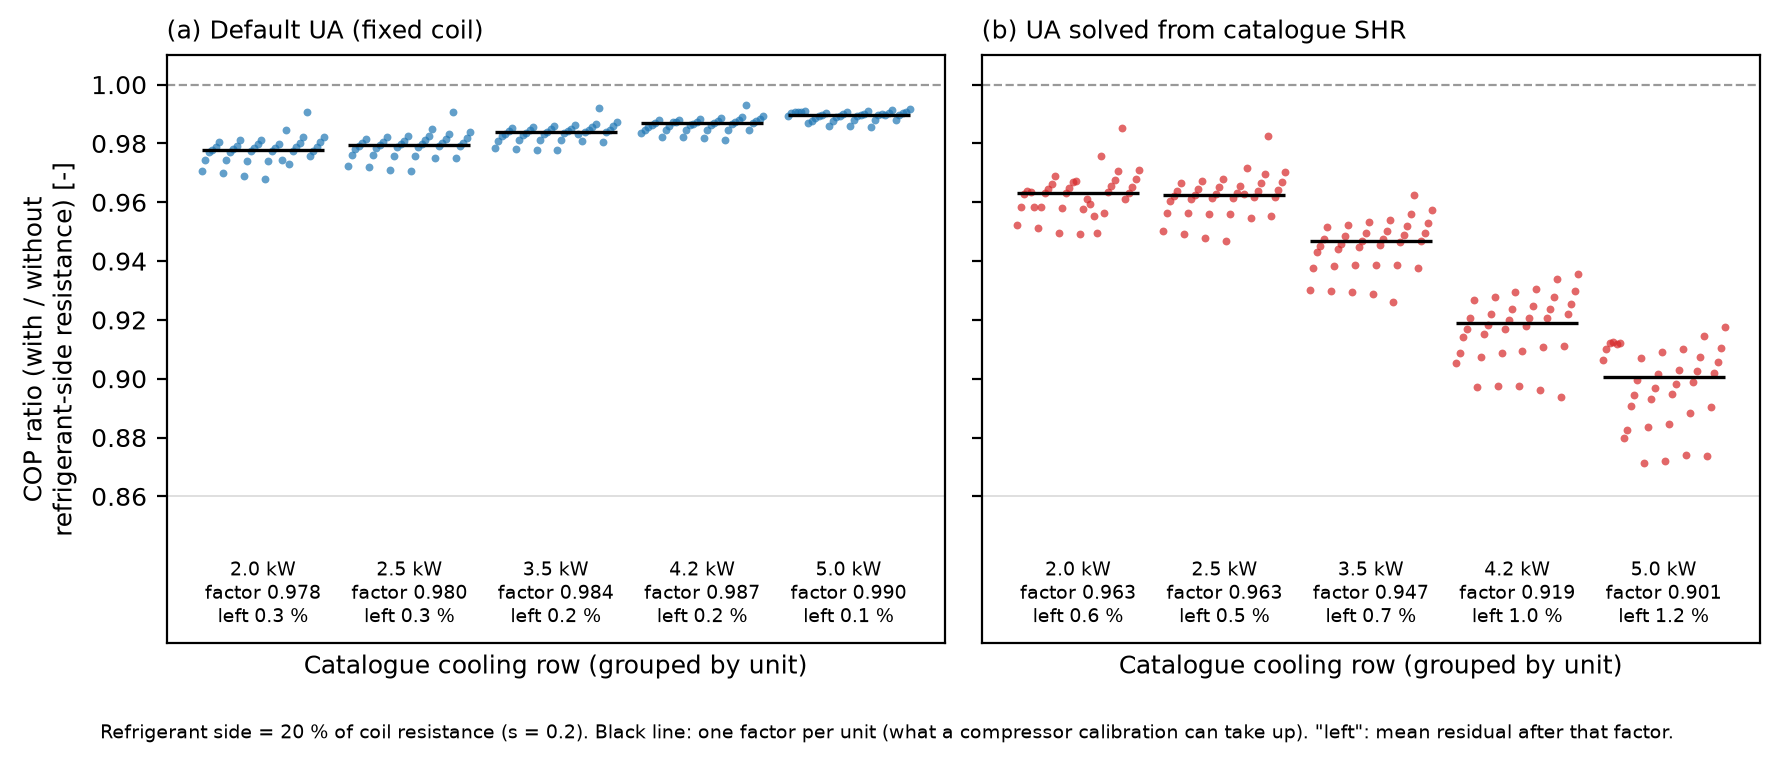 (a) Default UA (fixed coil)
(b) UA solved from catalogue SHR
COP ratio (with / without
refrigerant-side resistance) [-]
1.00
0.98
0.96
0.94
0.92
0.90
0.88
0.86
2.0 kW
factor 0.978
left 0.3 %
2.5 kW
factor 0.980
left 0.3 %
3.5 kW
factor 0.984
left 0.2 %
4.2 kW
factor 0.987
left 0.2 %
5.0 kW
factor 0.990
left 0.1 %
2.0 kW
factor 0.963
left 0.6 %
2.5 kW
factor 0.963
left 0.5 %
3.5 kW
factor 0.947
left 0.7 %
4.2 kW
factor 0.919
left 1.0 %
5.0 kW
factor 0.901
left 1.2 %
Catalogue cooling row (grouped by unit)
Catalogue cooling row (grouped by unit)
Refrigerant side = 20 % of coil resistance (s = 0.2). Black line: one factor per unit (what a compressor calibration can take up). "left": mean residual after that factor.